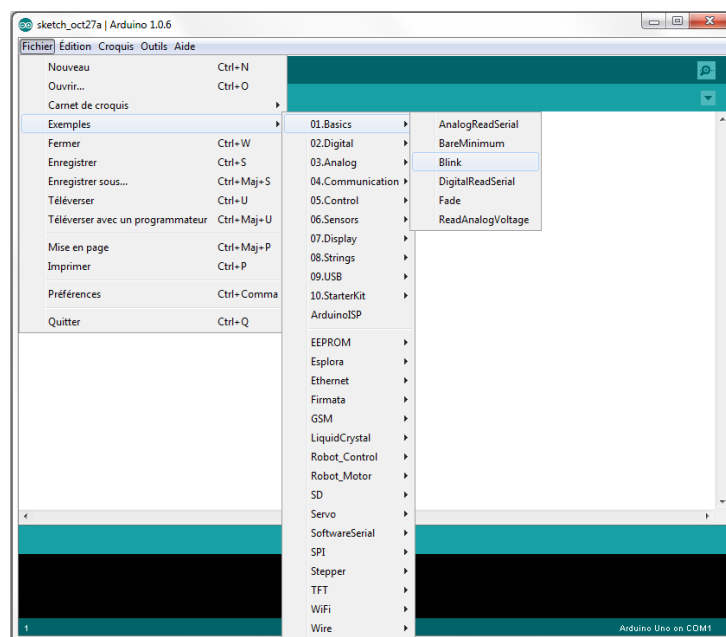 sketch_oct27a | Arduino 1.0.6
Fichier Édition Croquis Outils Aide
Nouveau Ctrl+N
Ouvrir... Ctrl+O
Carnet de croquis
Exemples
Fermer Ctrl+W
Enregistrer Ctrl+S
Enregistrer sous... Ctrl+Maj+S
Téléverser Ctrl+U
Téléverser avec un programmateur Ctrl+Maj+U
Mise en page Ctrl+Maj+P
Imprimer Ctrl+P
Préférences Ctrl+Comma
Quitter Ctrl+Q
01.Basics
02.Digital
03.Analog
04.Communication
05.Control
06.Sensors
07.Display
08.Strings
09.USB
10.StarterKit
ArduinoISP
EEPROM
Esplora
Ethernet
Firmata
GSM
LiquidCrystal
Robot_Control
Robot_Motor
SD
Servo
SoftwareSerial
SPI
Stepper
TFT
WiFi
Wire
AnalogReadSerial
BareMinimum
Blink
DigitalReadSerial
Fade
ReadAnalogVoltage
1 Arduino Uno on COM1